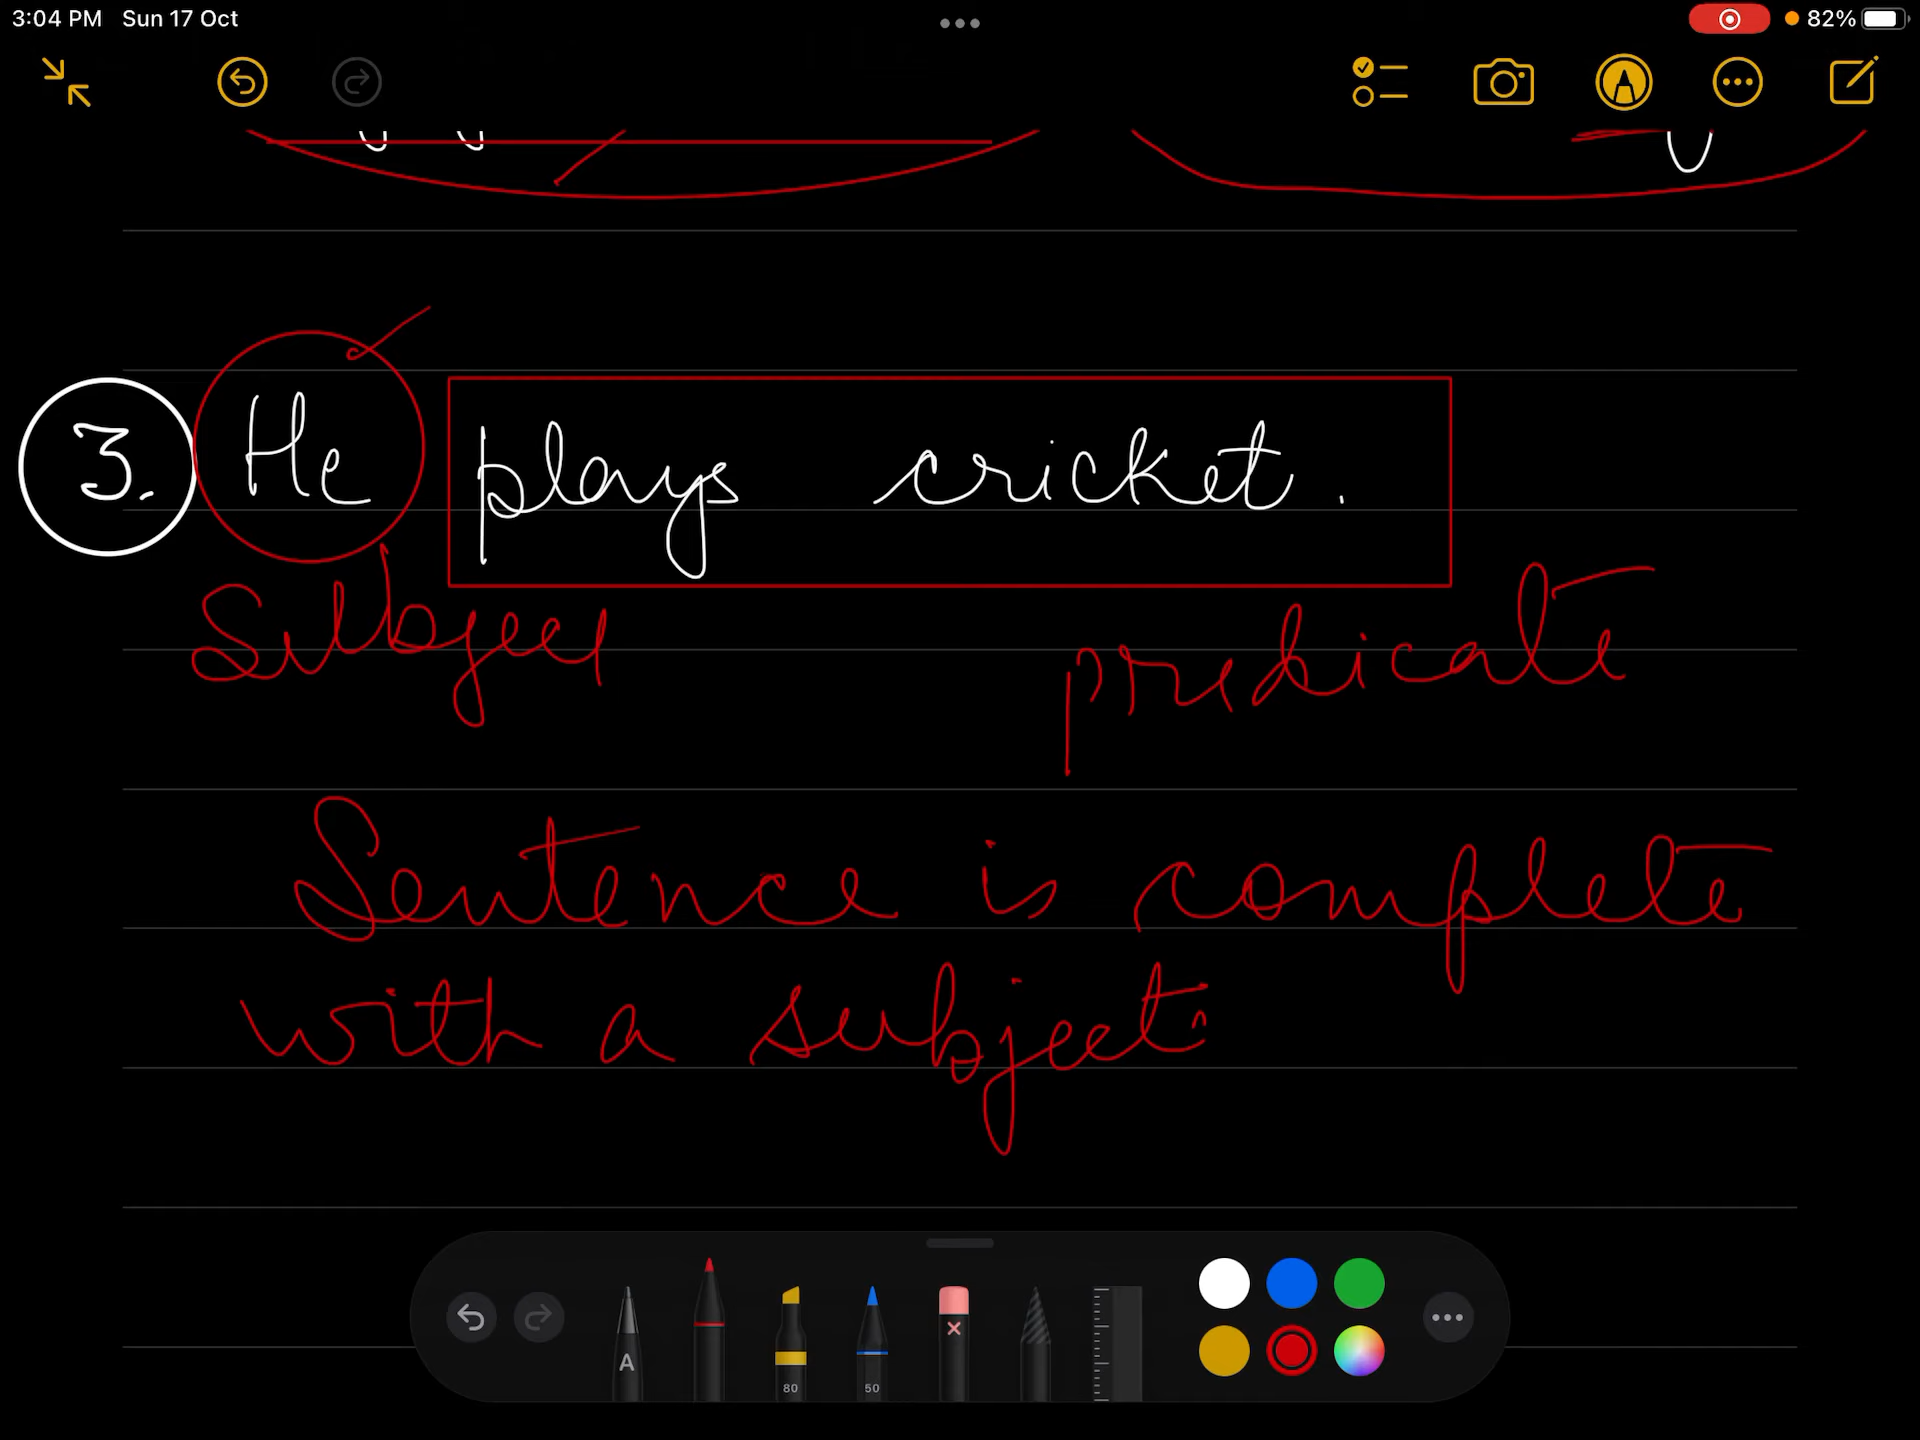 3:04 PM Sun 17 Oct
82%
3. He plays cricket.
Subject predicate
Sentence is complete
with a subject
A 80 50